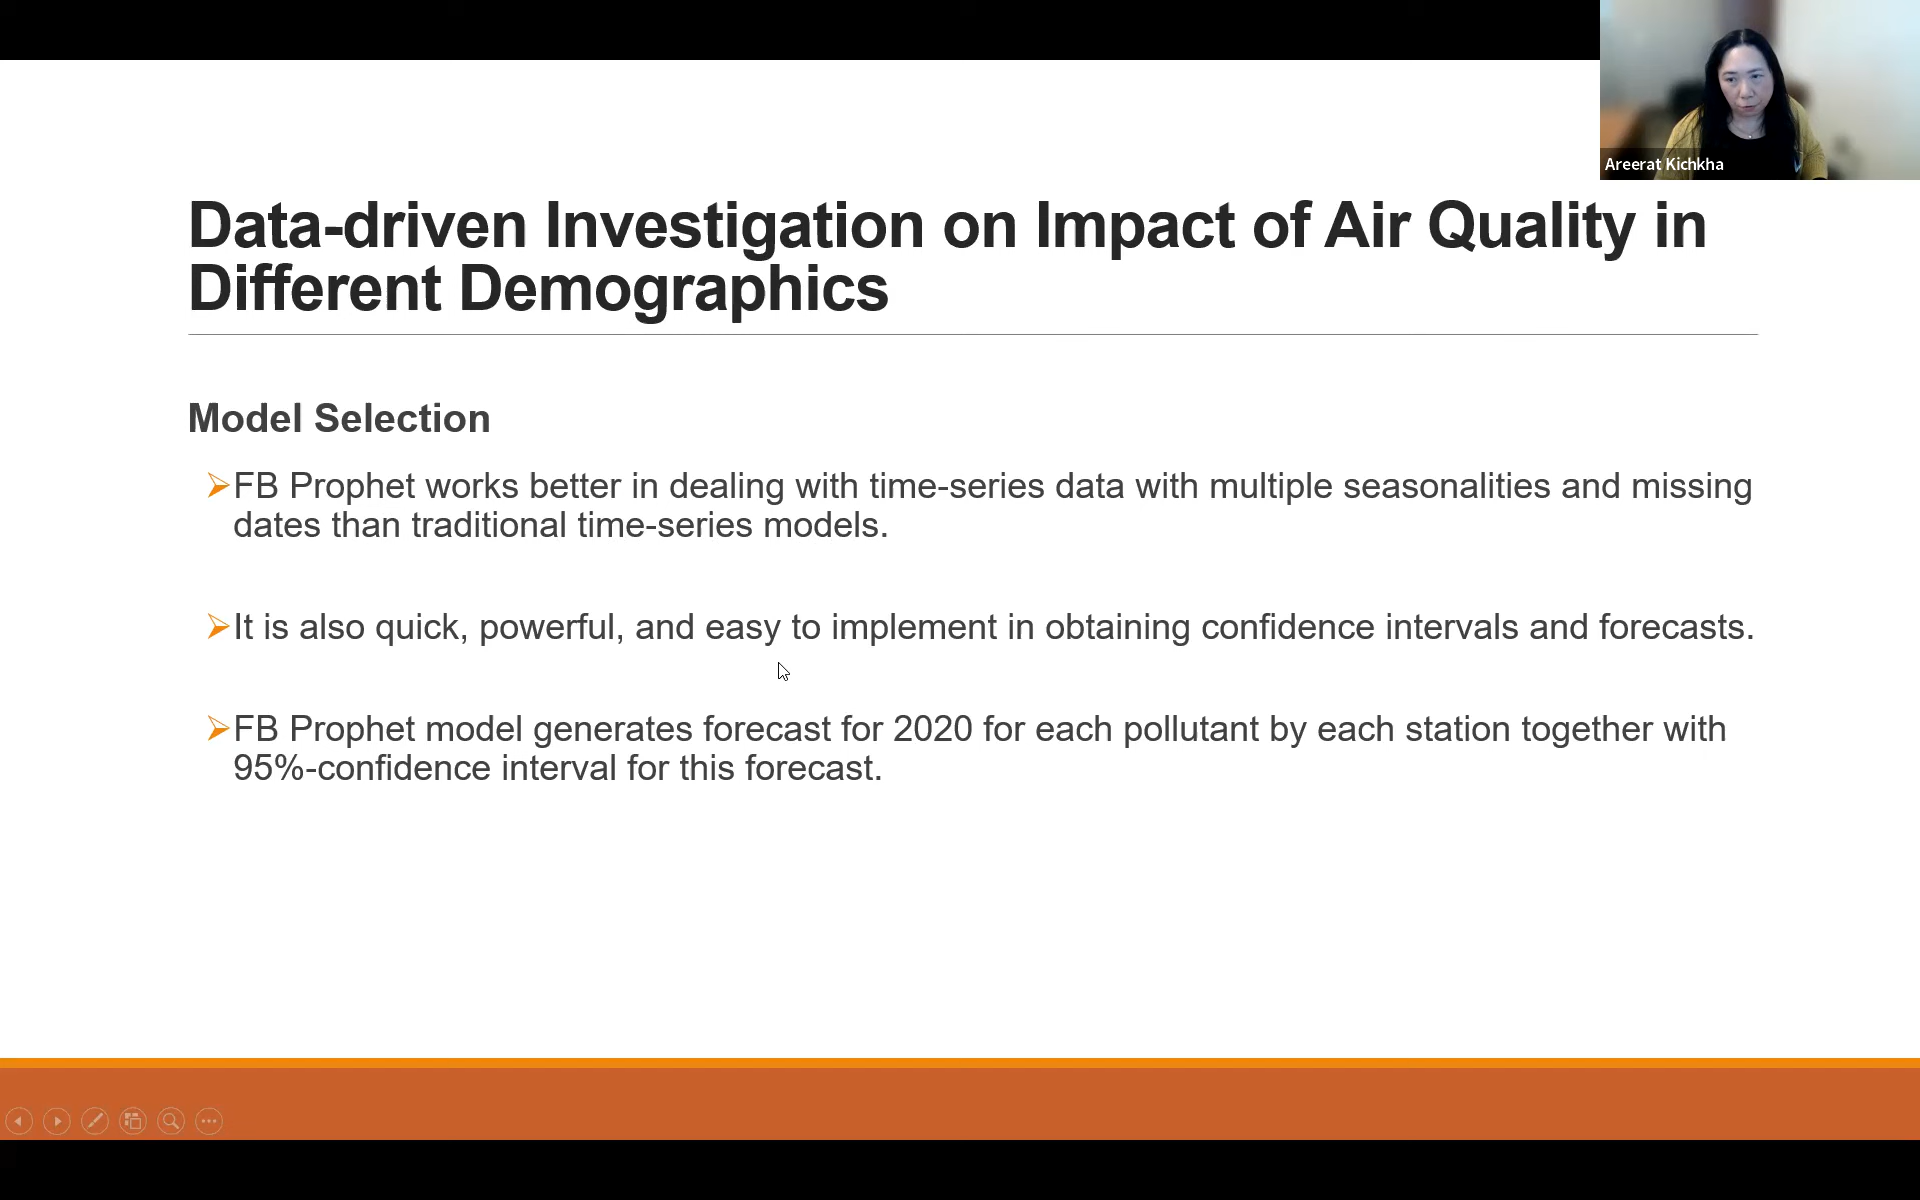 Areerat Kichkha
Data-driven Investigation on Impact of Air Quality in
Different Demographics
Model Selection
FB Prophet works better in dealing with time-series data with multiple seasonalities and missing
dates than traditional time-series models.
It is also quick, powerful, and easy to implement in obtaining confidence intervals and forecasts.
FB Prophet model generates forecast for 2020 for each pollutant by each station together with
95%-confidence interval for this forecast.